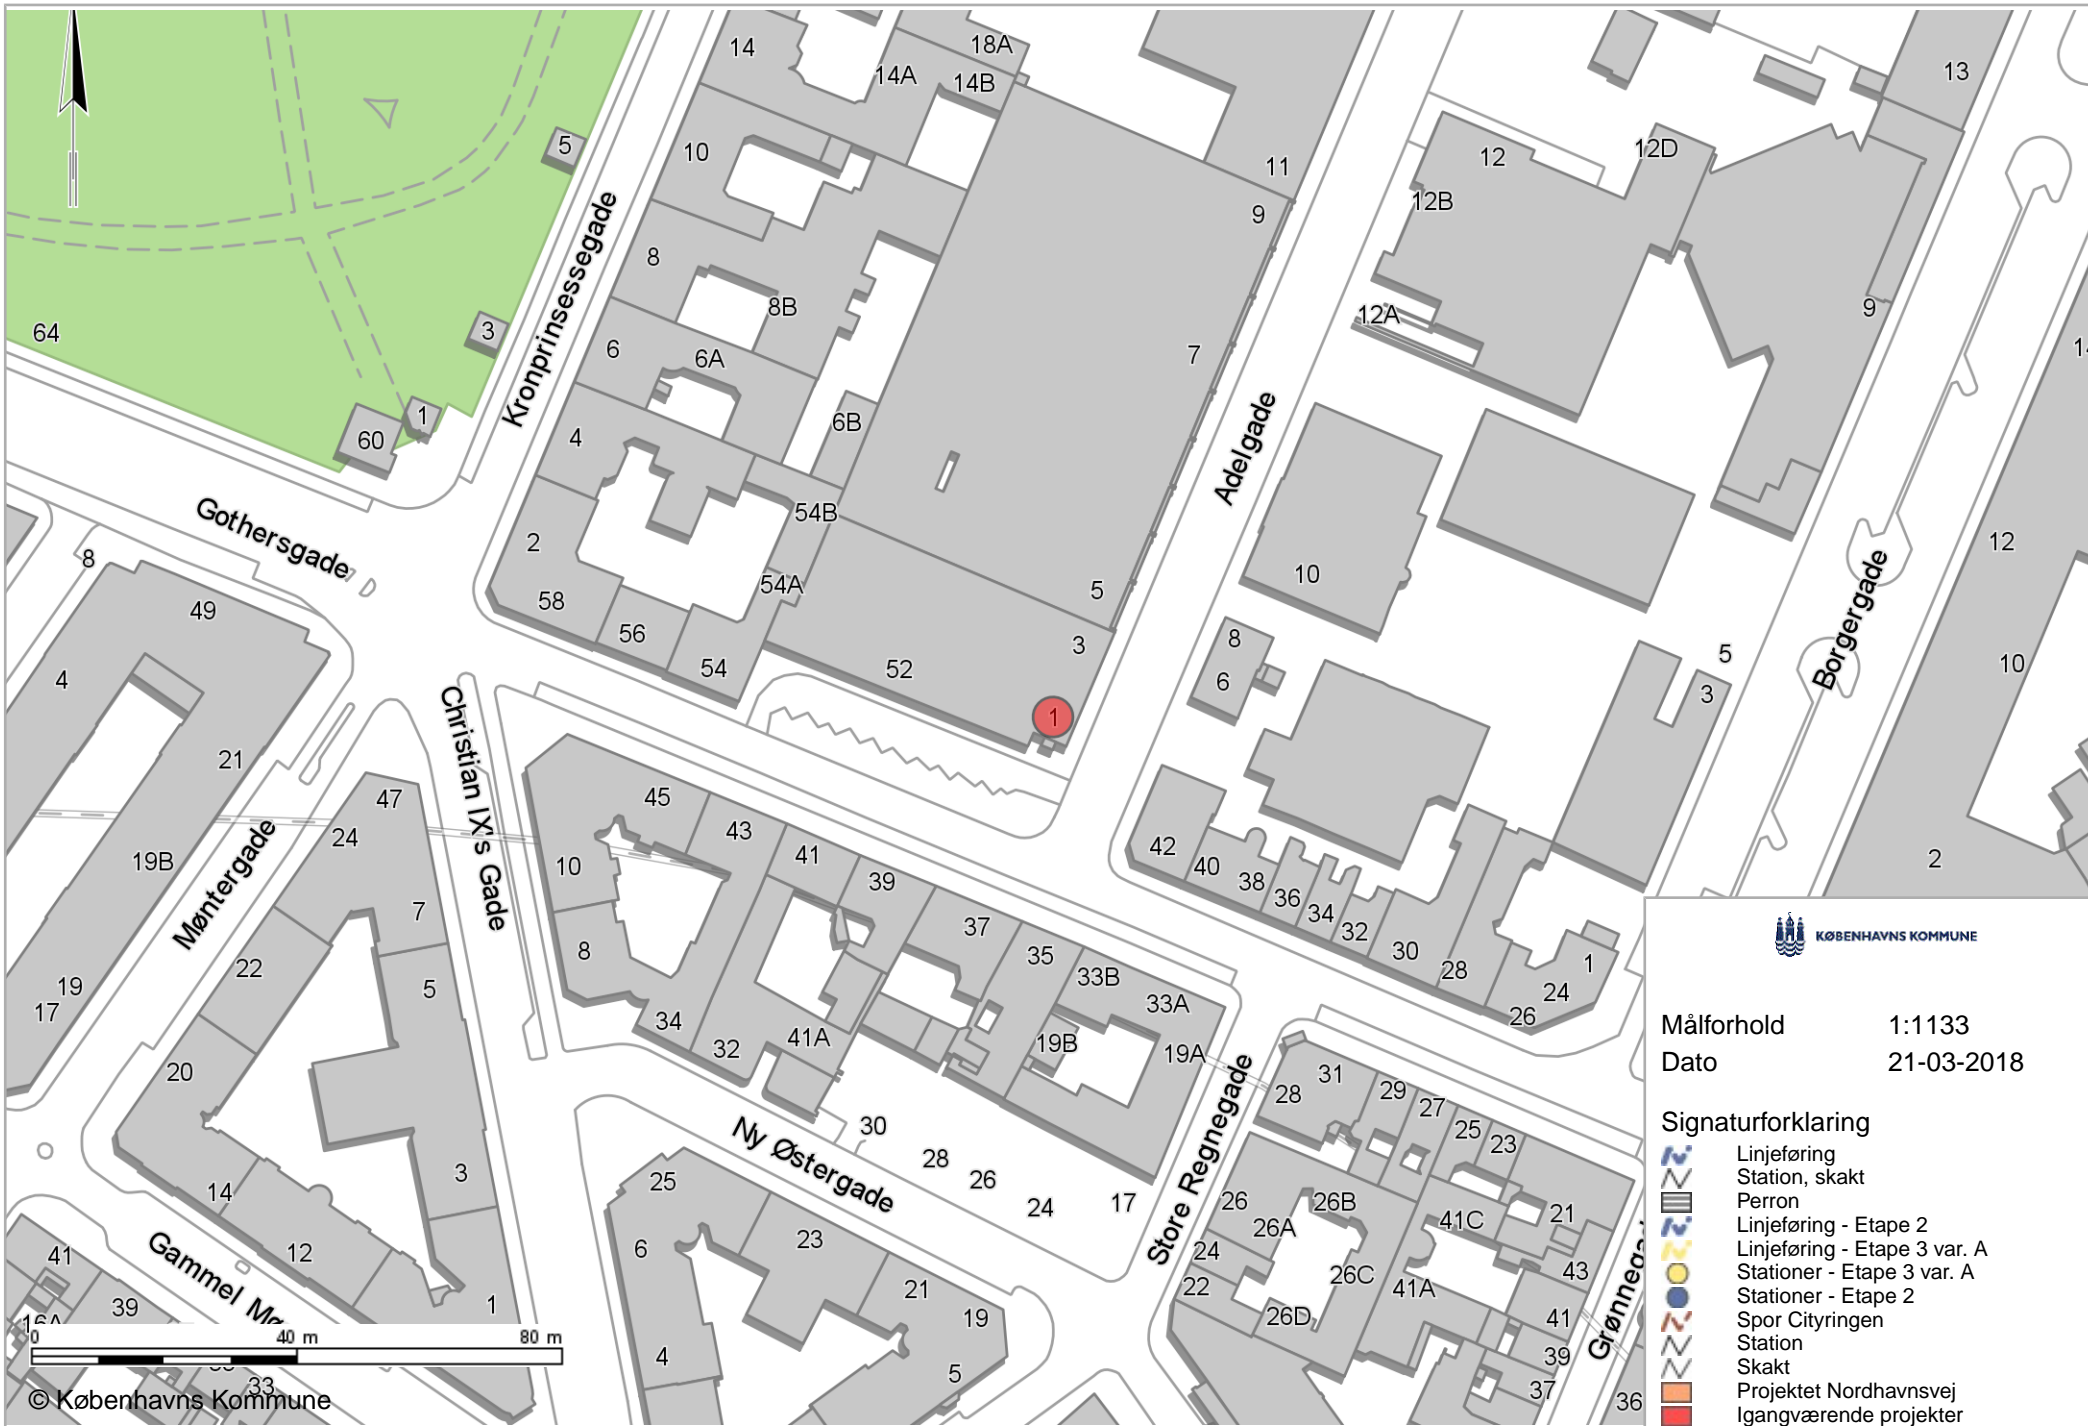 14
18A
14A
14B
13
5
10
11
12
12D
12B
9
Kronprinsessegade
8
8B
12A
9
64
3
6
6A
7
1
60
4
6B
Adelgade
Gothersgade
54B
2
12
8
54A
10
5
Borgergade
49
58
56
3
8
5
4
54
52
6
3
10
Christian IX's Gade
1
21
47
45
43
24
41
42
40
2
19B
10
39
38
36
34
32
30
28
1
Møntergade
7
37
35
33B
33A
26
24
22
8
5
19
17
34
32
41A
19B
19A
KØBENHAVNS KOMMUNE
Målforhold 1:1133
Dato 21-03-2018
20
31
28
29
27
25
23
Ny Østergade
30
28
26
24
17
Store Regnegade
3
14
25
26
26B
26A
41C
21
Signaturforklaring
Linjeføring
Station, skakt
Perron
Linjeføring - Etape 2
Linjeføring - Etape 3 var. A
Stationer - Etape 3 var. A
Stationer - Etape 2
Spor Cityringen
Station
Skakt
Projektet Nordhavnsvej
Igangværende projekter
12
Gammel Mø
41
39
6
23
24
22
26C
41A
43
21
19
26D
41
1
16A
4
5
39
37
36
Grønnegad
0 40 m 80 m
33
© Københavns Kommune